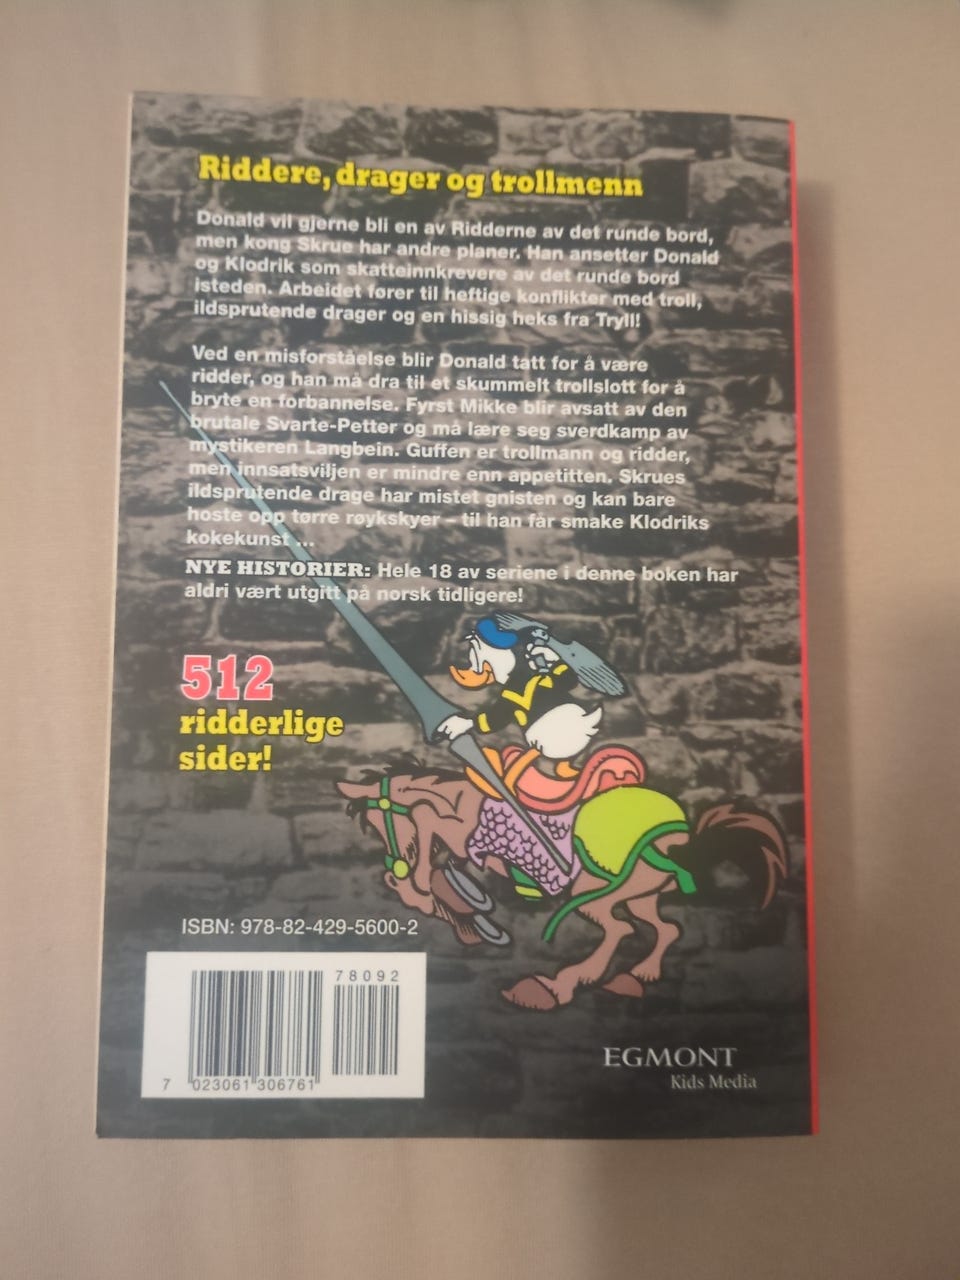 Riddere, drager og trollmenn
Donald vil gjerne bli en av Ridderne av det runde bord,
men kong Skrue har andre planer. Han ansetter Donald
og Klodrik som skatteinnkrevere av det runde bord
isteden. Arbeidet fører til heftige konflikter med troll,
ildsprutende drager og en hissig heks fra Tryll!
Ved en misforståelse blir Donald tatt for å være
ridder, og han må dra til et skummelt trollslott for å
bryte en forbannelse. Fyrst Mikke blir avsatt av den
brutale Svarte-Petter og må lære seg sverdkamp av
mystikeren Langbein. Guffen er trollmann og ridder,
men innsatsviljen er mindre enn appetitten. Skrues
ildsprutende drage har mistet gnisten og kan bare
hoste opp tørre røykskyer – til han får smake Klodriks
kokekunst ...
NYE HISTORIER: Hele 18 av seriene i denne boken har
aldri vært utgitt på norsk tidligere!
512
ridderlige
sider!
ISBN: 978-82-429-5600-2
78092
7 023061 306761
EGMONT
Kids Media